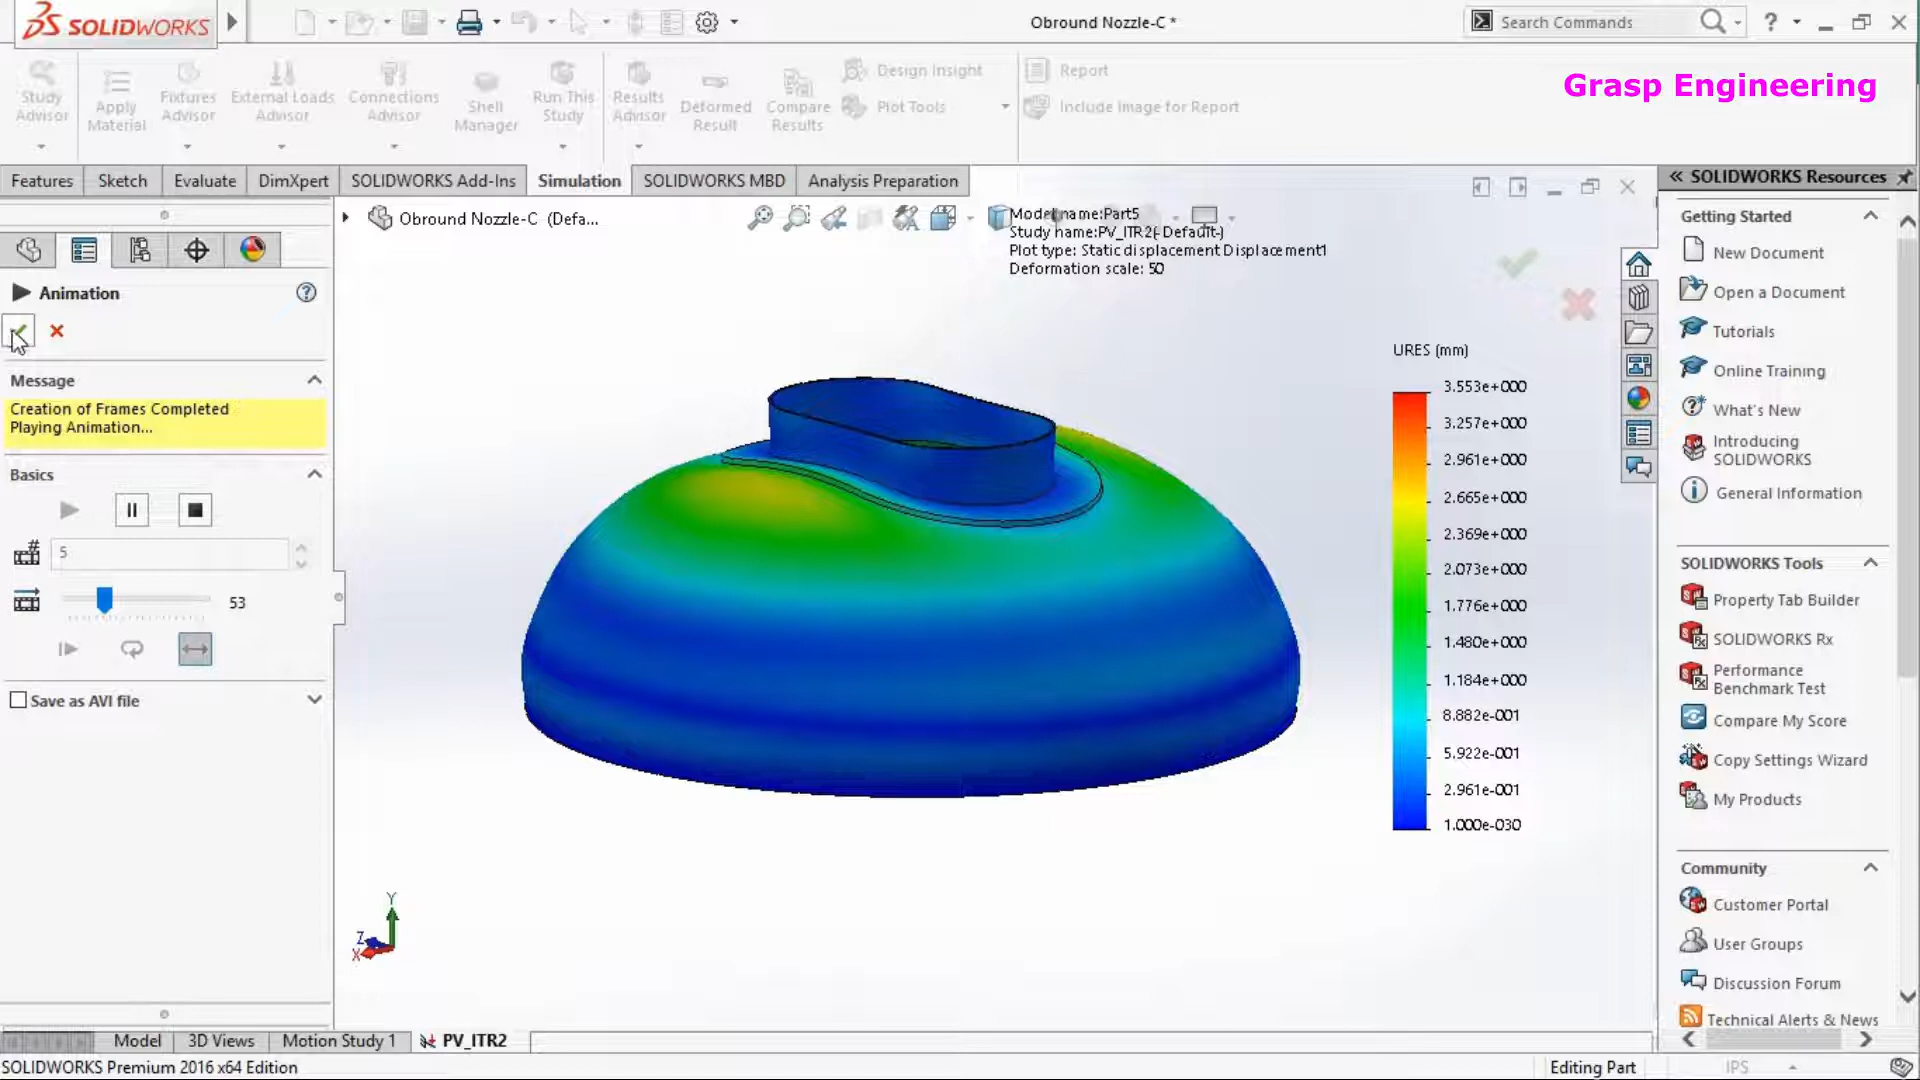 SOLIDWORKS
Obround Nozzle-C *
Search Commands
?
Study Advisor
Apply Material
Fixtures Advisor
External Loads Advisor
Connections Advisor
Shell Manager
Run This Study
Results Advisor
Deformed Result
Compare Results
Design Insight
Plot Tools
Report
Include Image for Report
Grasp Engineering
Features
Sketch
Evaluate
DimXpert
SOLIDWORKS Add-Ins
Simulation
SOLIDWORKS MBD
Analysis Preparation
Obround Nozzle-C (Defa...
Model name:Part5
Study name:PV_ITR2(-Default-)
Plot type: Static displacement Displacement1
Deformation scale: 50
Animation
Message
Creation of Frames Completed
Playing Animation...
Basics
5
53
Save as AVI file
URES (mm)
3.553e+000
3.257e+000
2.961e+000
2.665e+000
2.369e+000
2.073e+000
1.776e+000
1.480e+000
1.184e+000
8.882e-001
5.922e-001
2.961e-001
1.000e-030
Y
Z
X
SOLIDWORKS Resources
Getting Started
New Document
Open a Document
Tutorials
Online Training
What's New
Introducing
SOLIDWORKS
General Information
SOLIDWORKS Tools
Property Tab Builder
SOLIDWORKS Rx
Performance
Benchmark Test
Compare My Score
Copy Settings Wizard
My Products
Community
Customer Portal
User Groups
Discussion Forum
Technical Alerts & News
Model
3D Views
Motion Study 1
PV_ITR2
SOLIDWORKS Premium 2016 x64 Edition
Editing Part
IPS